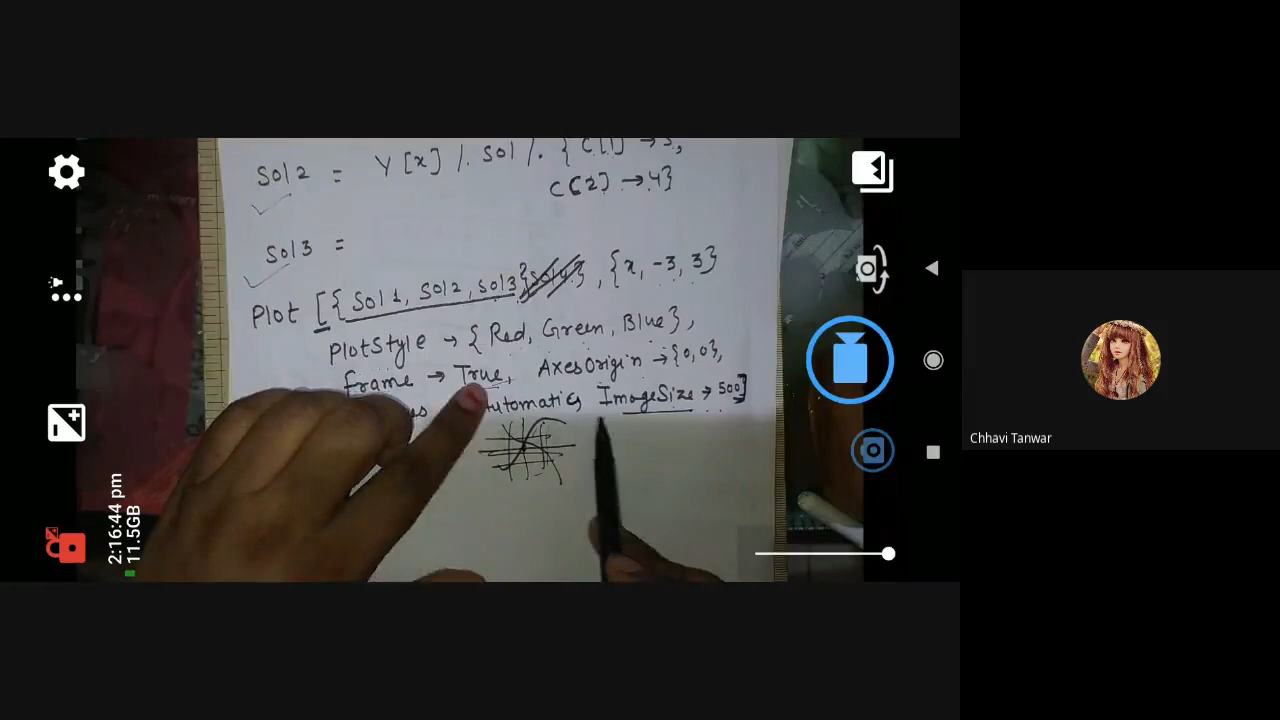 Sol2 = Y[x] /. Sol /. {C[1] → 3,
C[2] → 4}
Sol3 =
Plot [{Sol1, Sol2, Sol3} , {x, -3, 3}
PlotStyle → {Red, Green, Blue},
Frame → True, AxesOrigin → {0,0},
ImageSize → 500]
2:16:44 pm
11.5GB
Chhavi Tanwar